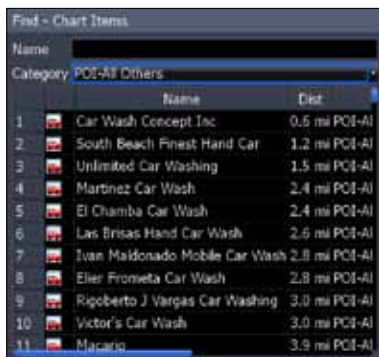 Find - Chart Items
Name
Category POI-All Others
Name Dist
1 Car Wash Concept Inc 0.6 mi POI-Al
2 South Beach Finest Hand Car 1.2 mi POI-Al
3 Unlimited Car Washing 1.5 mi POI-Al
4 Martinez Car Wash 2.4 mi POI-Al
5 El Chamba Car Wash 2.4 mi POI-Al
6 Las Brisas Hand Car Wash 2.6 mi POI-Al
7 Ivan Maldonado Mobile Car Wash 2.8 mi POI-Al
8 Elier Frometa Car Wash 2.8 mi POI-Al
9 Rigoberto J Vargas Car Washing 3.0 mi POI-Al
10 Victor's Car Wash 3.0 mi POI-Al
11 Macario 3.9 mi POI-Al